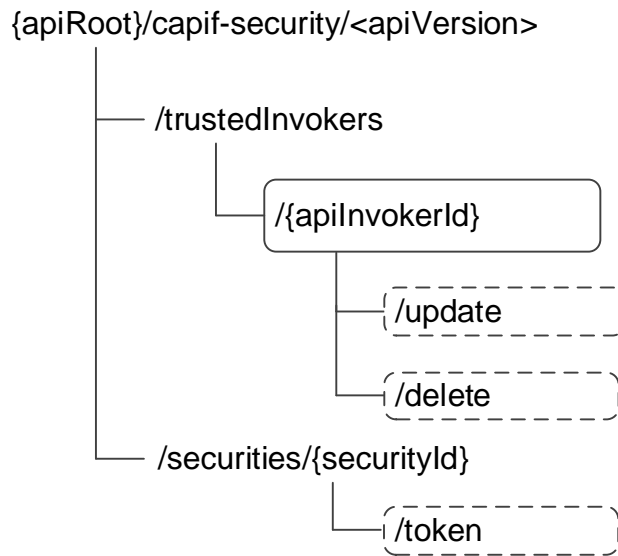 {apiRoot}/capif-security/<apiVersion>
/trustedInvokers
/{apiInvokerId}
/update
/delete
/securities/{securityId}
/token